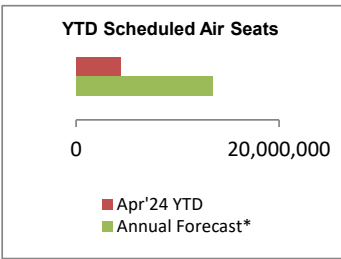 YTD Scheduled Air Seats
0 20,000,000
Apr'24 YTD
Annual Forecast*